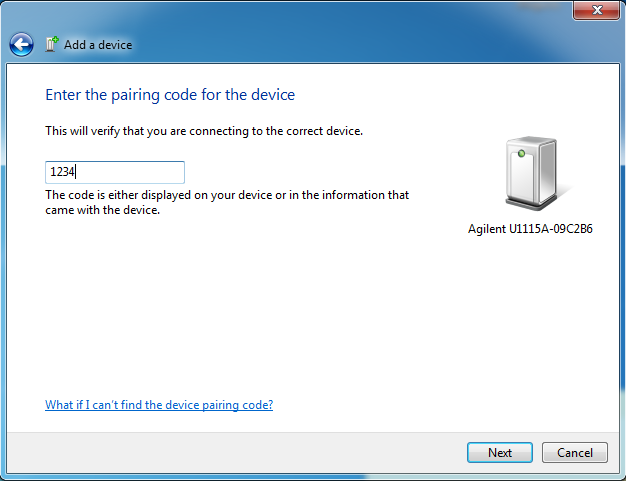 Add a device
Enter the pairing code for the device
This will verify that you are connecting to the correct device.
1234
The code is either displayed on your device or in the information that
came with the device.
Agilent U1115A-09C2B6
What if I can't find the device pairing code?
Next
Cancel